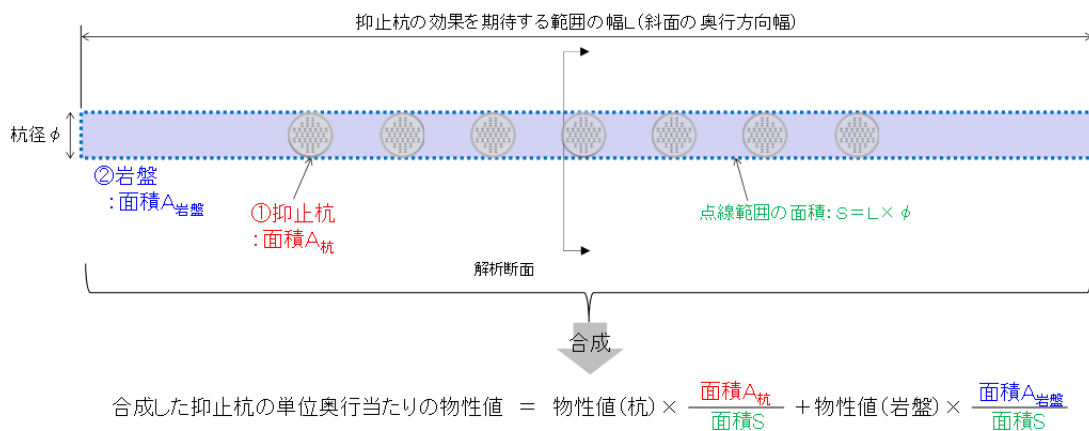 抑止杭の効果を期待する範囲の幅L(斜面の奥行方向幅)
杭径φ
②岩盤
:面積A岩盤
①抑止杭
:面積A杭
点線範囲の面積:S=L×φ
解析断面
合成
合成した抑止杭の単位奥行当たりの物性値 = 物性値(杭)× 面積A杭/面積S +物性値(岩盤)× 面積A岩盤/面積S